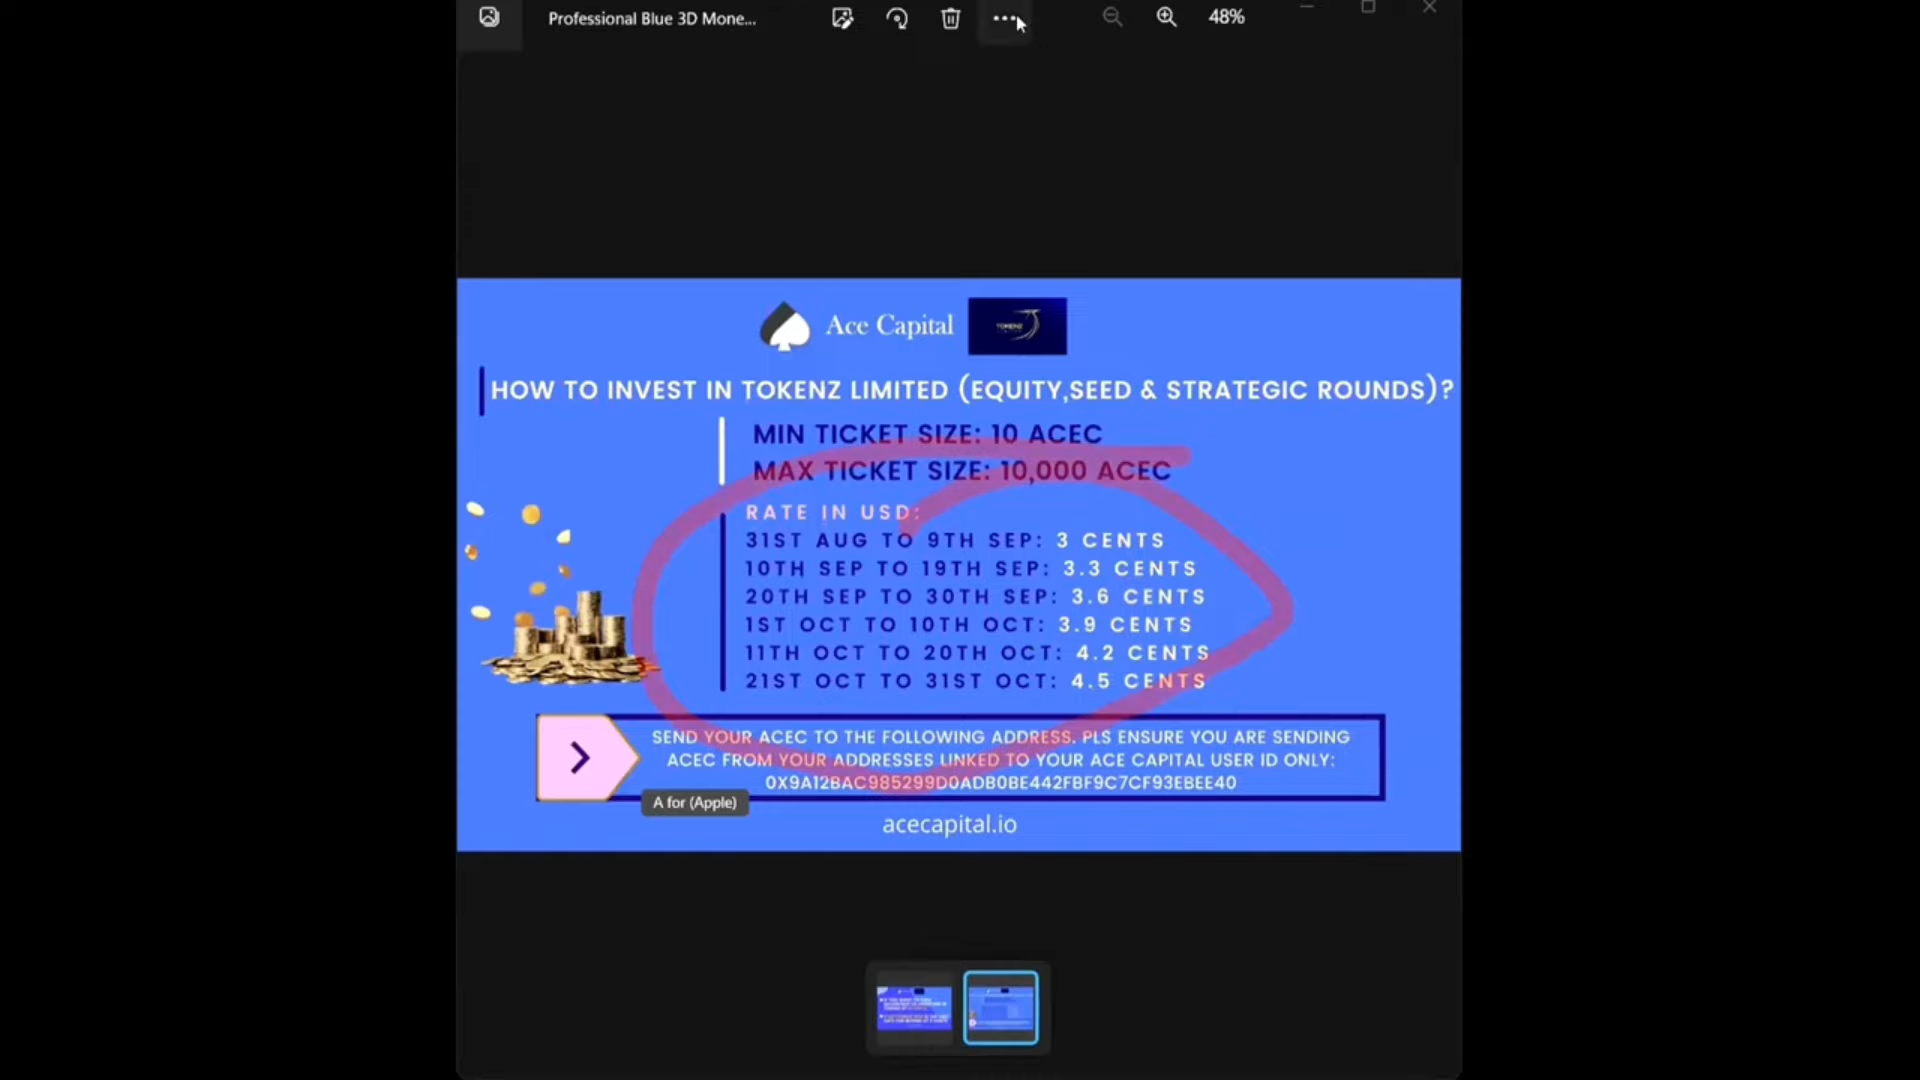 Professional Blue 3D Mone...
48%
Ace Capital
TOKENZ
HOW TO INVEST IN TOKENZ LIMITED (EQUITY,SEED & STRATEGIC ROUNDS)?
MIN TICKET SIZE: 10 ACEC
MAX TICKET SIZE: 10,000 ACEC
RATE IN USD:
31ST AUG TO 9TH SEP: 3 CENTS
10TH SEP TO 19TH SEP: 3.3 CENTS
20TH SEP TO 30TH SEP: 3.6 CENTS
1ST OCT TO 10TH OCT: 3.9 CENTS
11TH OCT TO 20TH OCT: 4.2 CENTS
21ST OCT TO 31ST OCT: 4.5 CENTS
SEND YOUR ACEC TO THE FOLLOWING ADDRESS. PLS ENSURE YOU ARE SENDING
ACEC FROM YOUR ADDRESSES LINKED TO YOUR ACE CAPITAL USER ID ONLY:
0X9A12BAC985299D0ADB0BE442FBF9C7CF93EBEE40
A for (Apple)
acecapital.io